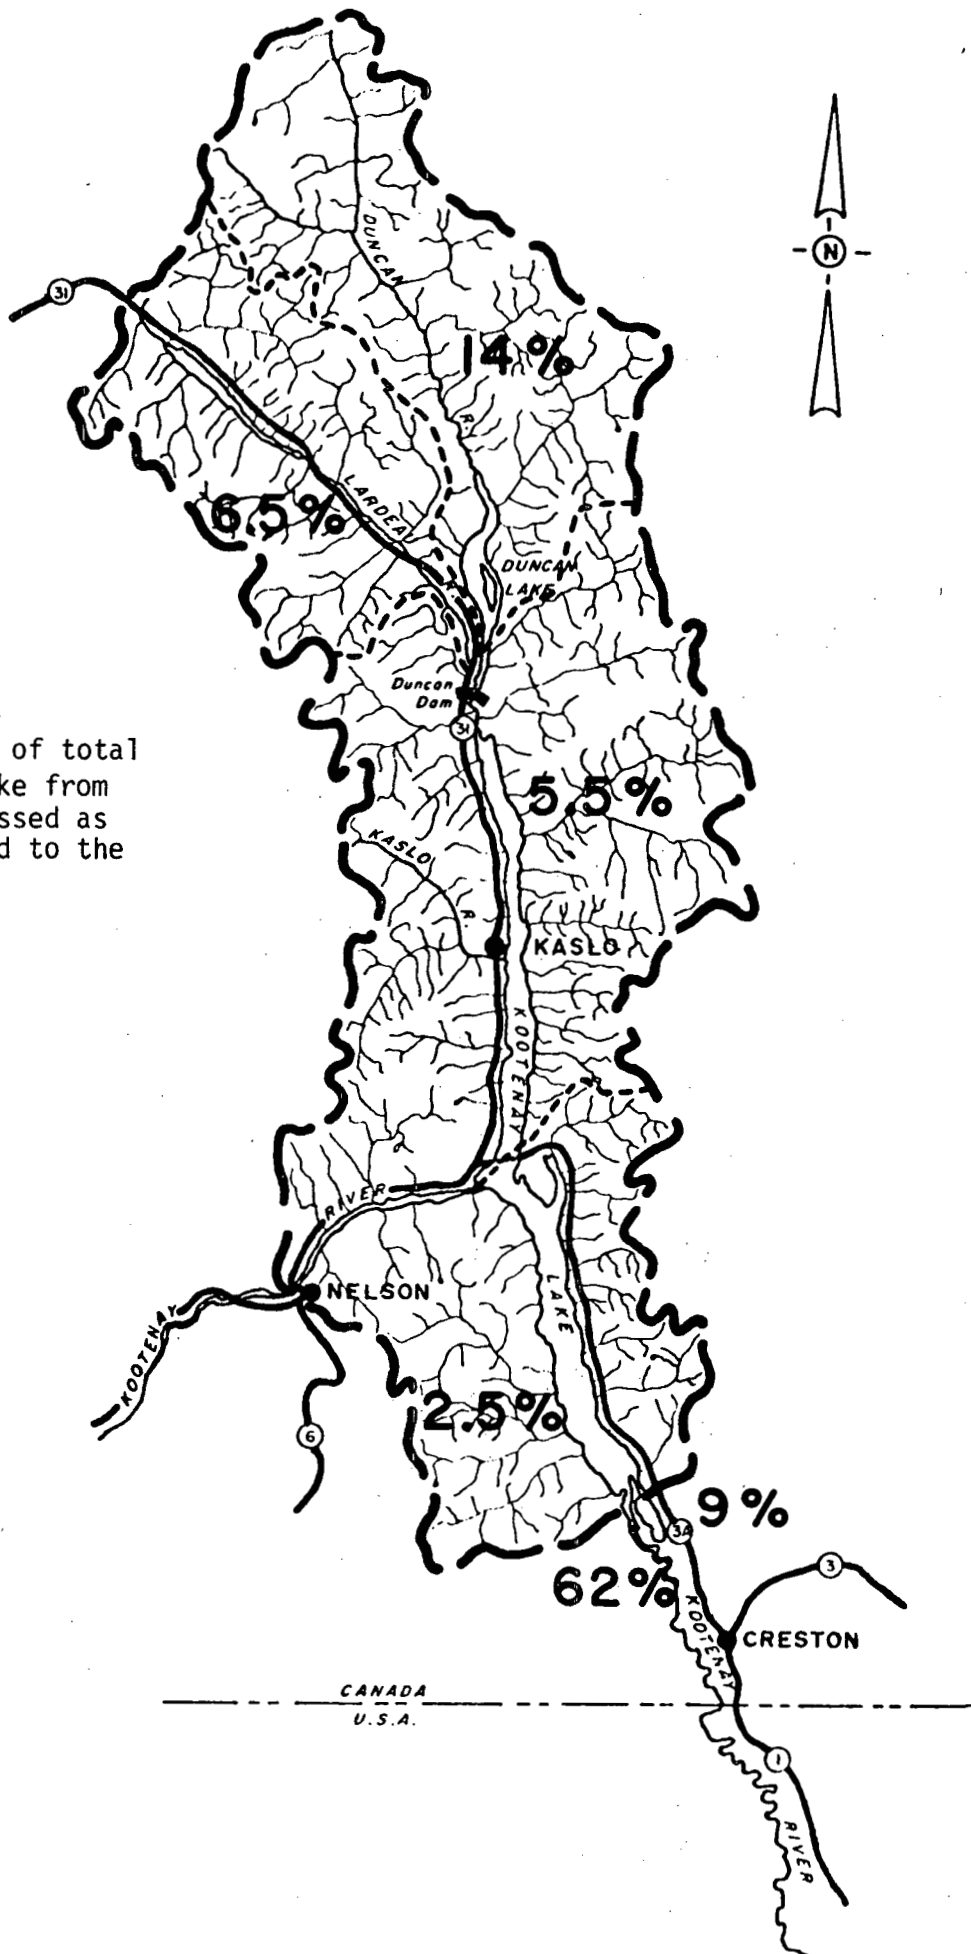 N
31
DUNCAN
R.
14%
6.5%
LARDEA
R.
DUNCAN
LAKE
Duncan
Dam
31
of total
ke from
ssed as
d to the
5.5%
KASLO
R.
KASLO
KOOTENAY
RIVER
NELSON
LAKE
KOOTENAY
2.5%
6
9%
3A
62%
3
KOOTENAY
CRESTON
CANADA
U.S.A.
1
RIVER